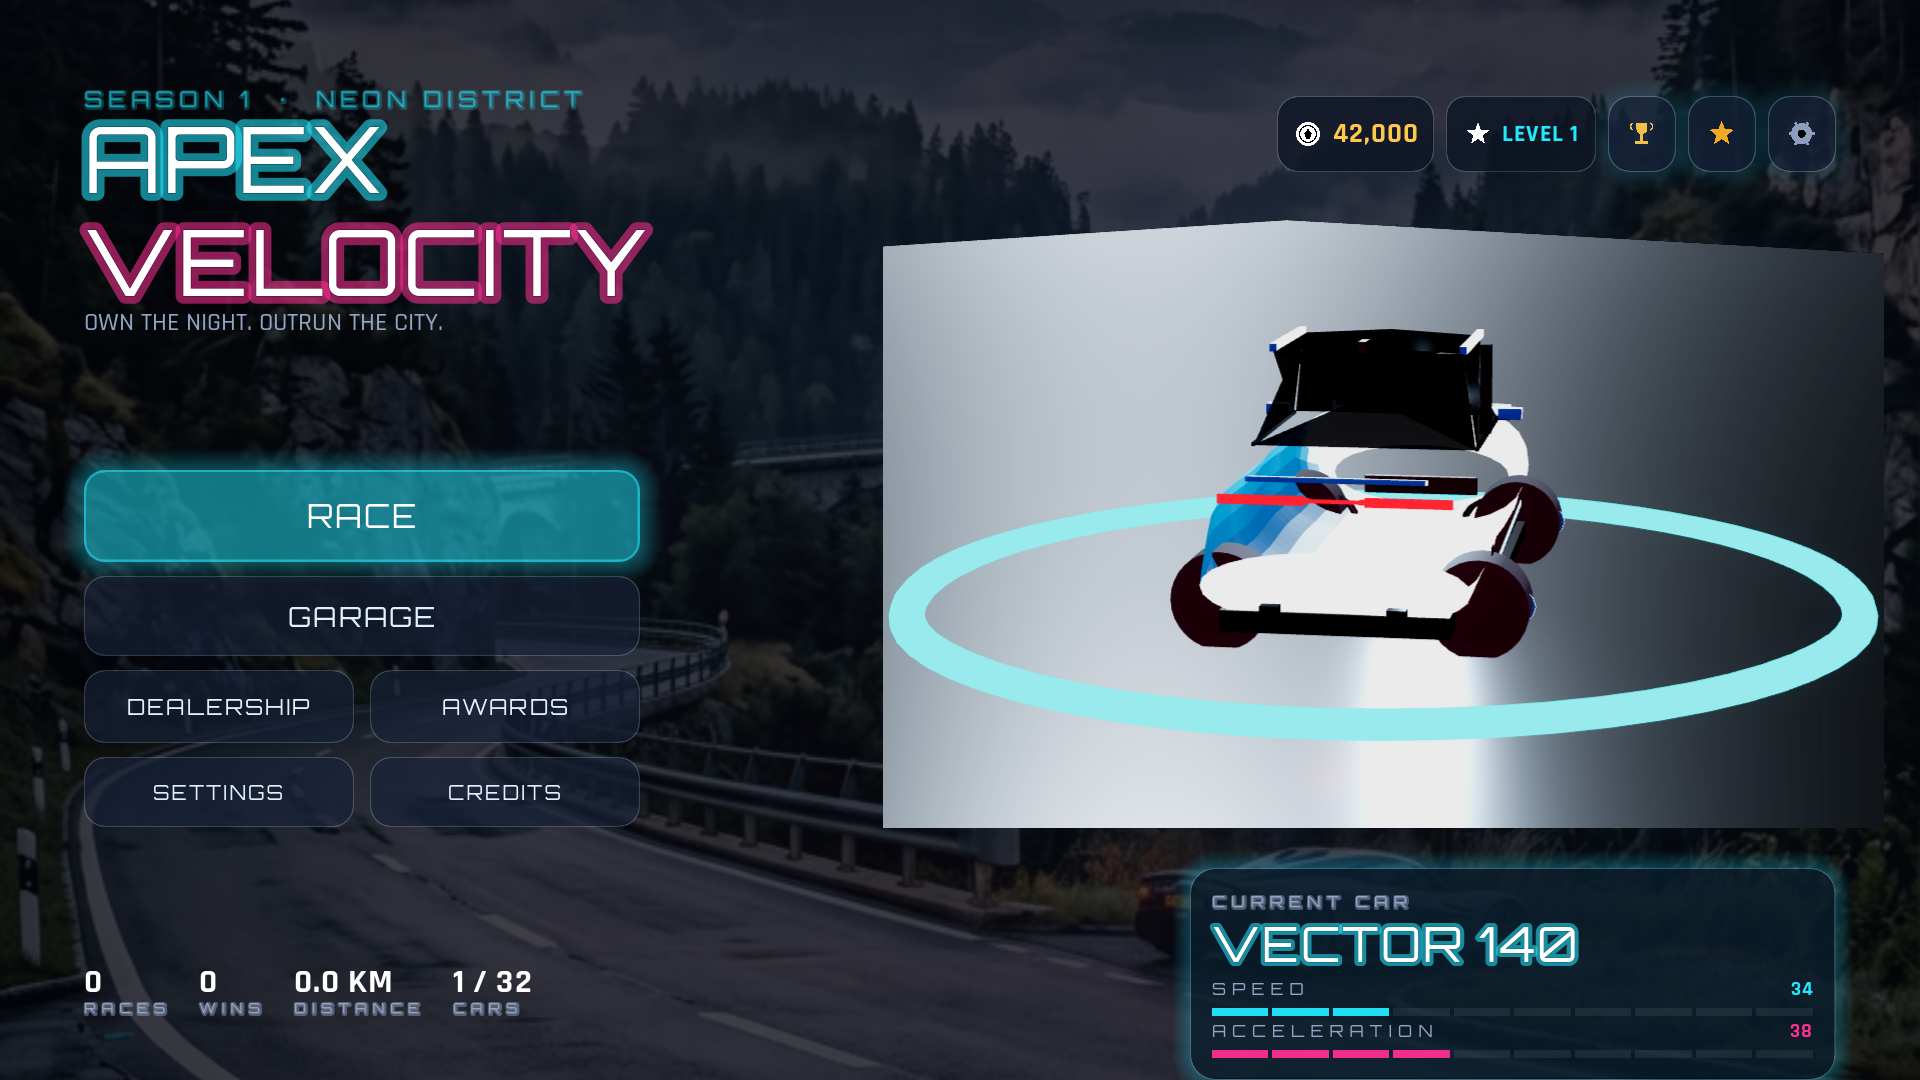 SEASON 1 · NEON DISTRICT
APEX
VELOCITY
OWN THE NIGHT. OUTRUN THE CITY.
42,000
LEVEL 1
RACE
GARAGE
DEALERSHIP
AWARDS
SETTINGS
CREDITS
0
RACES
0
WINS
0.0 KM
DISTANCE
1 / 32
CARS
CURRENT CAR
VECTOR 140
SPEED
34
ACCELERATION
38